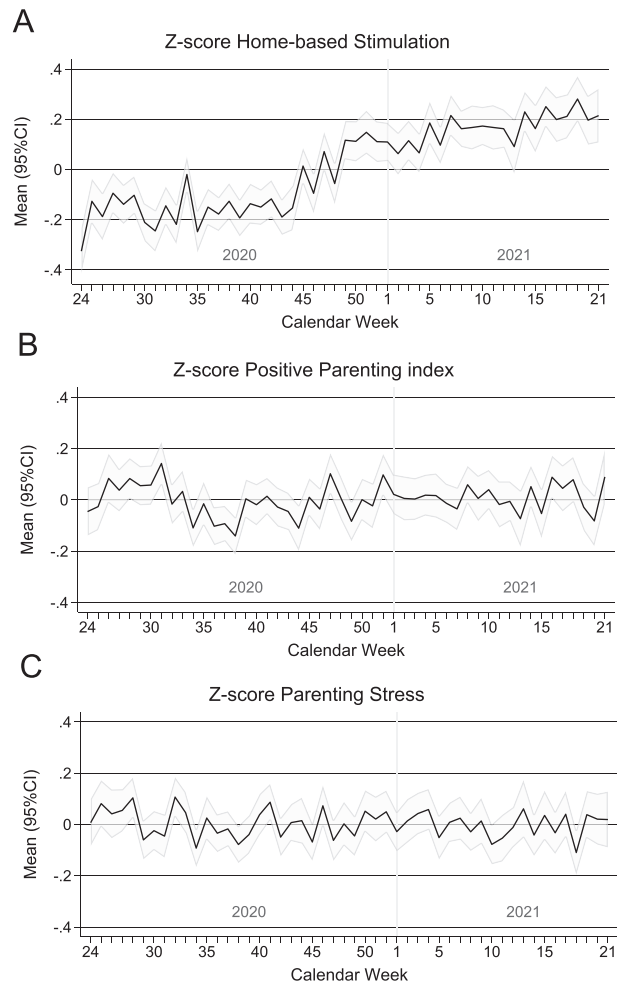 A
Z-score Home-based Stimulation
Mean (95%CI)
.4
.2
0
-.2
-.4
2020 2021
24 30 35 40 45 50 1 5 10 15 21
Calendar Week
B
Z-score Positive Parenting index
Mean (95%CI)
.4
.2
0
-.2
-.4
2020 2021
24 30 35 40 45 50 1 5 10 15 21
Calendar Week
C
Z-score Parenting Stress
Mean (95%CI)
.4
.2
0
-.2
-.4
2020 2021
24 30 35 40 45 50 1 5 10 15 21
Calendar Week